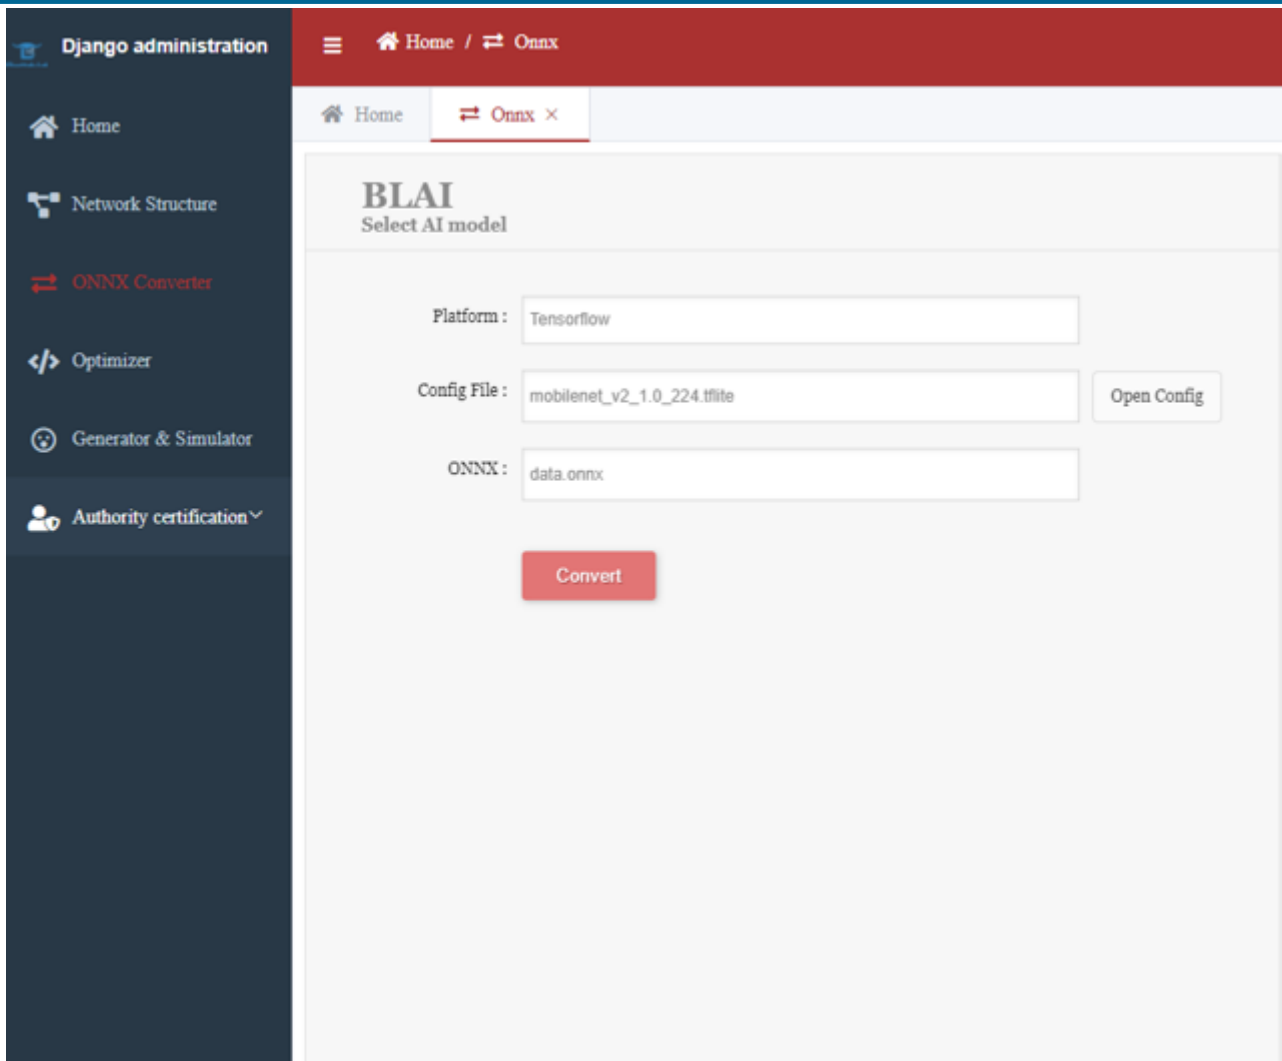 Django administration
Home / Onnx
Home
Onnx ×
Home
Network Structure
ONNX Converter
</> Optimizer
Generator & Simulator
Authority certification
BLAI
Select AI model
Platform :
Tensorflow
Config File :
mobilenet_v2_1.0_224.tflite
Open Config
ONNX :
data.onnx
Convert